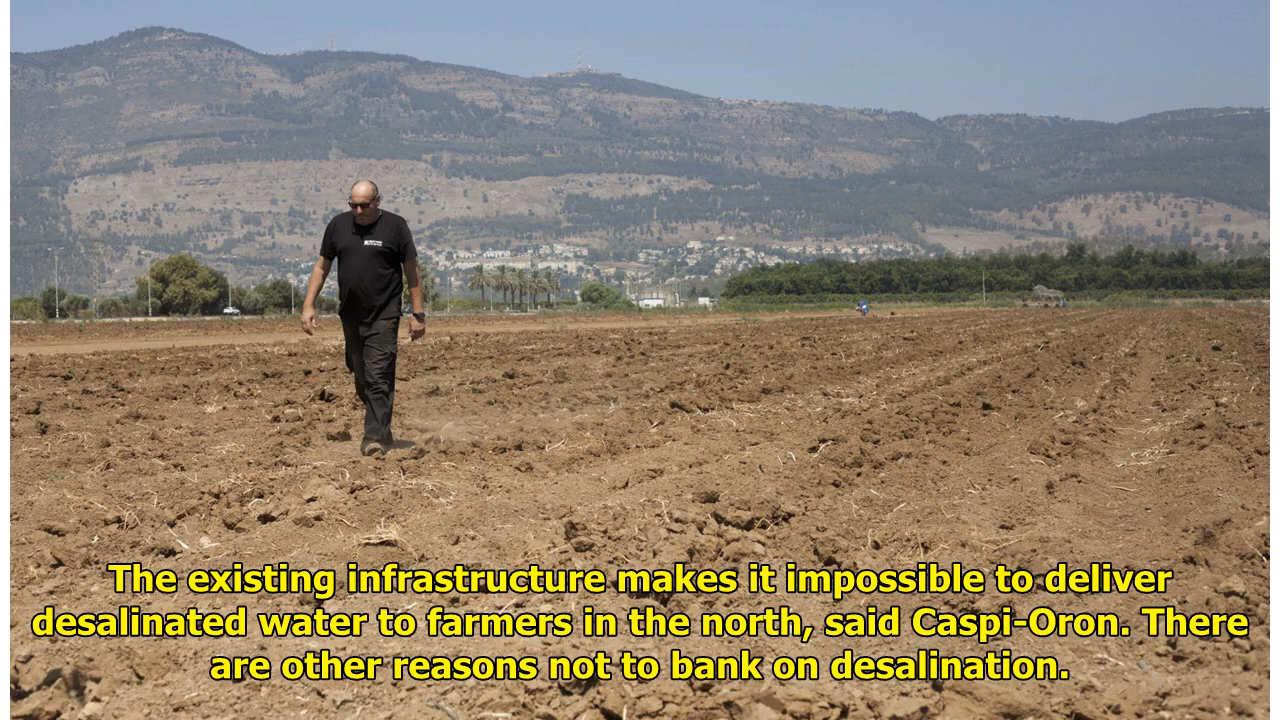 The existing infrastructure makes it impossible to deliver
desalinated water to farmers in the north, said Caspi-Oron. There
are other reasons not to bank on desalination.